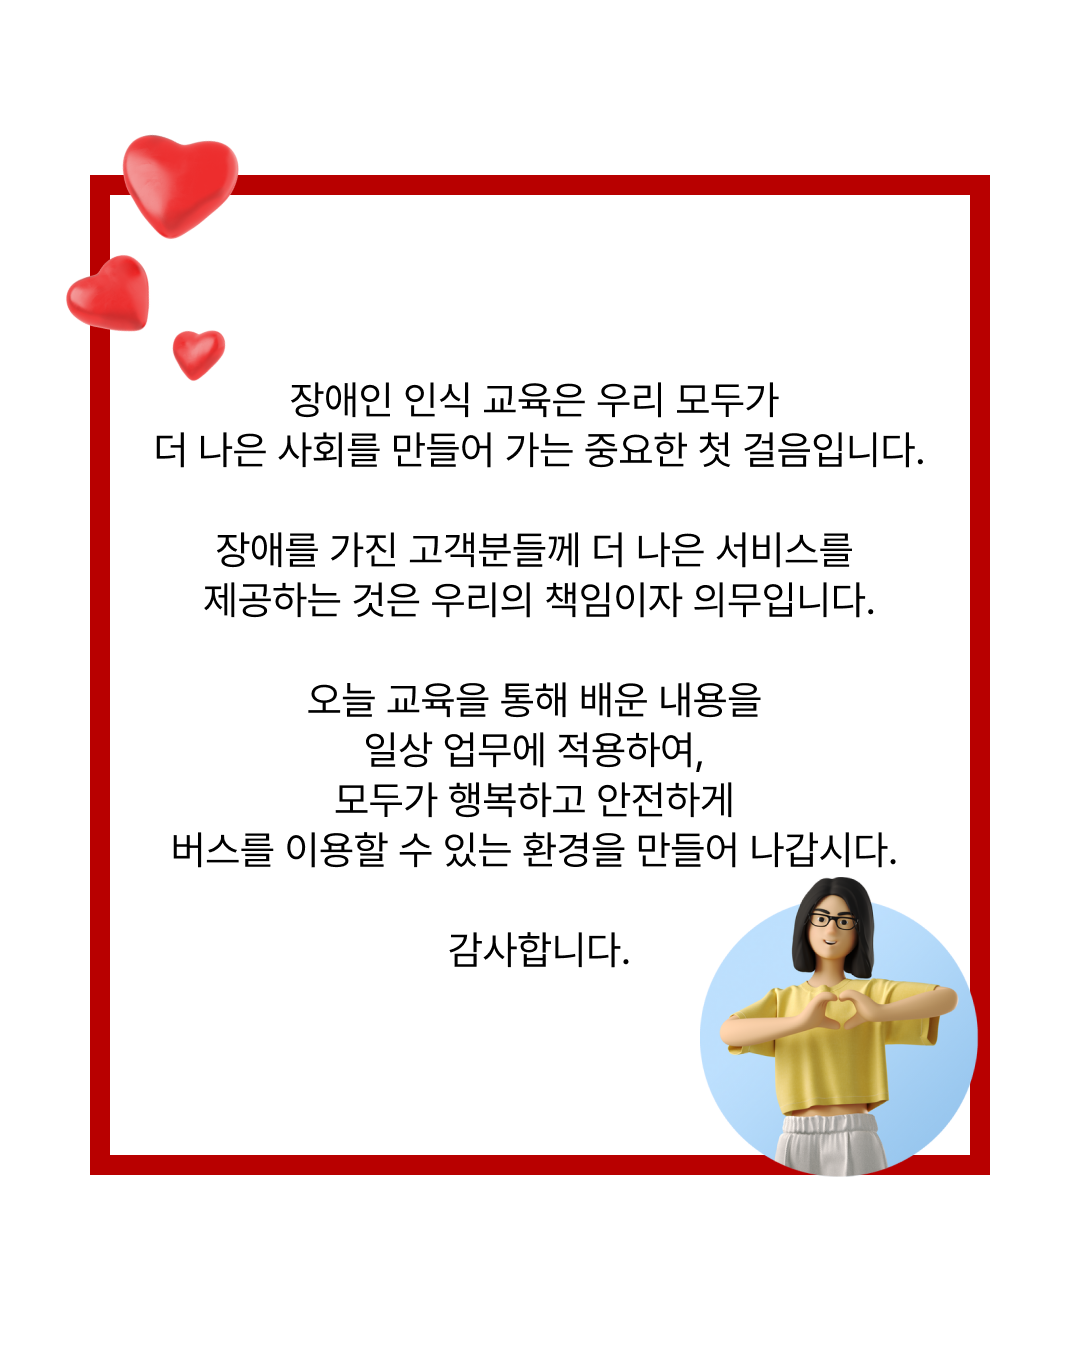 장애인 인식 교육은 우리 모두가
더 나은 사회를 만들어 가는 중요한 첫 걸음입니다.
장애를 가진 고객분들께 더 나은 서비스를
제공하는 것은 우리의 책임이자 의무입니다.
오늘 교육을 통해 배운 내용을
일상 업무에 적용하여,
모두가 행복하고 안전하게
버스를 이용할 수 있는 환경을 만들어 나갑시다.
감사합니다.